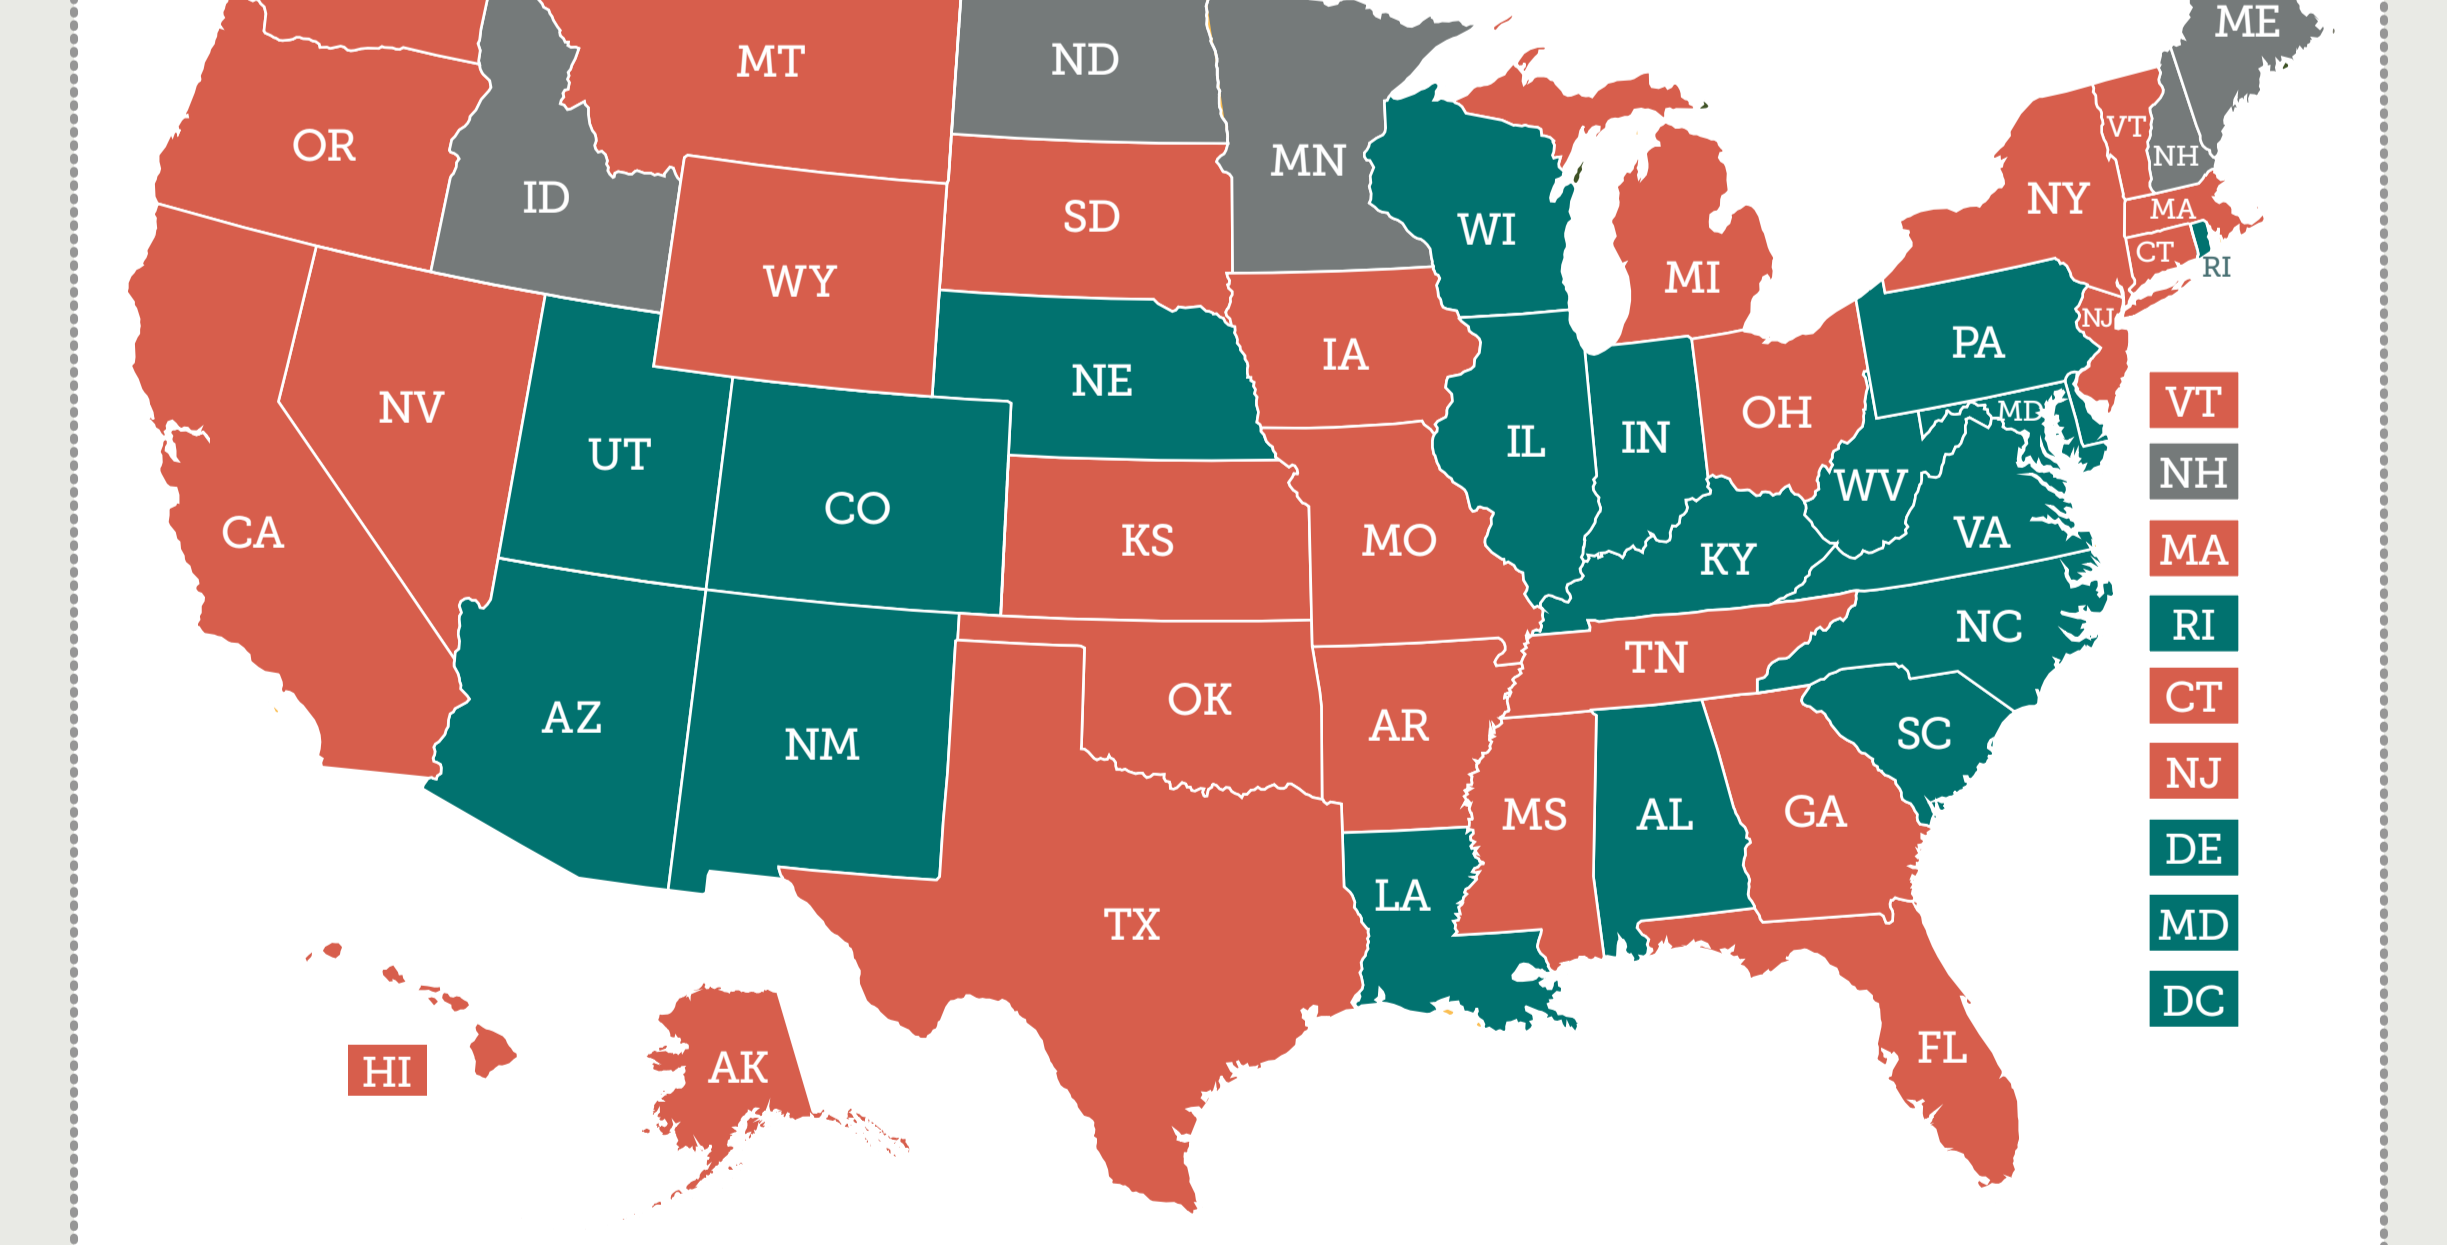 ME
MT
ND
VT
OR
MN
NH
ID
NY
MA
SD
WI
CT
RI
WY
MI
NJ
PA
IA
NE
NV
OH
MD
VT
UT
IL
IN
NH
WV
CO
CA
KS
MO
VA
MA
KY
NC
RI
TN
OK
CT
AZ
AR
SC
NM
NJ
MS
AL
GA
DE
LA
TX
MD
DC
HI
AK
FL